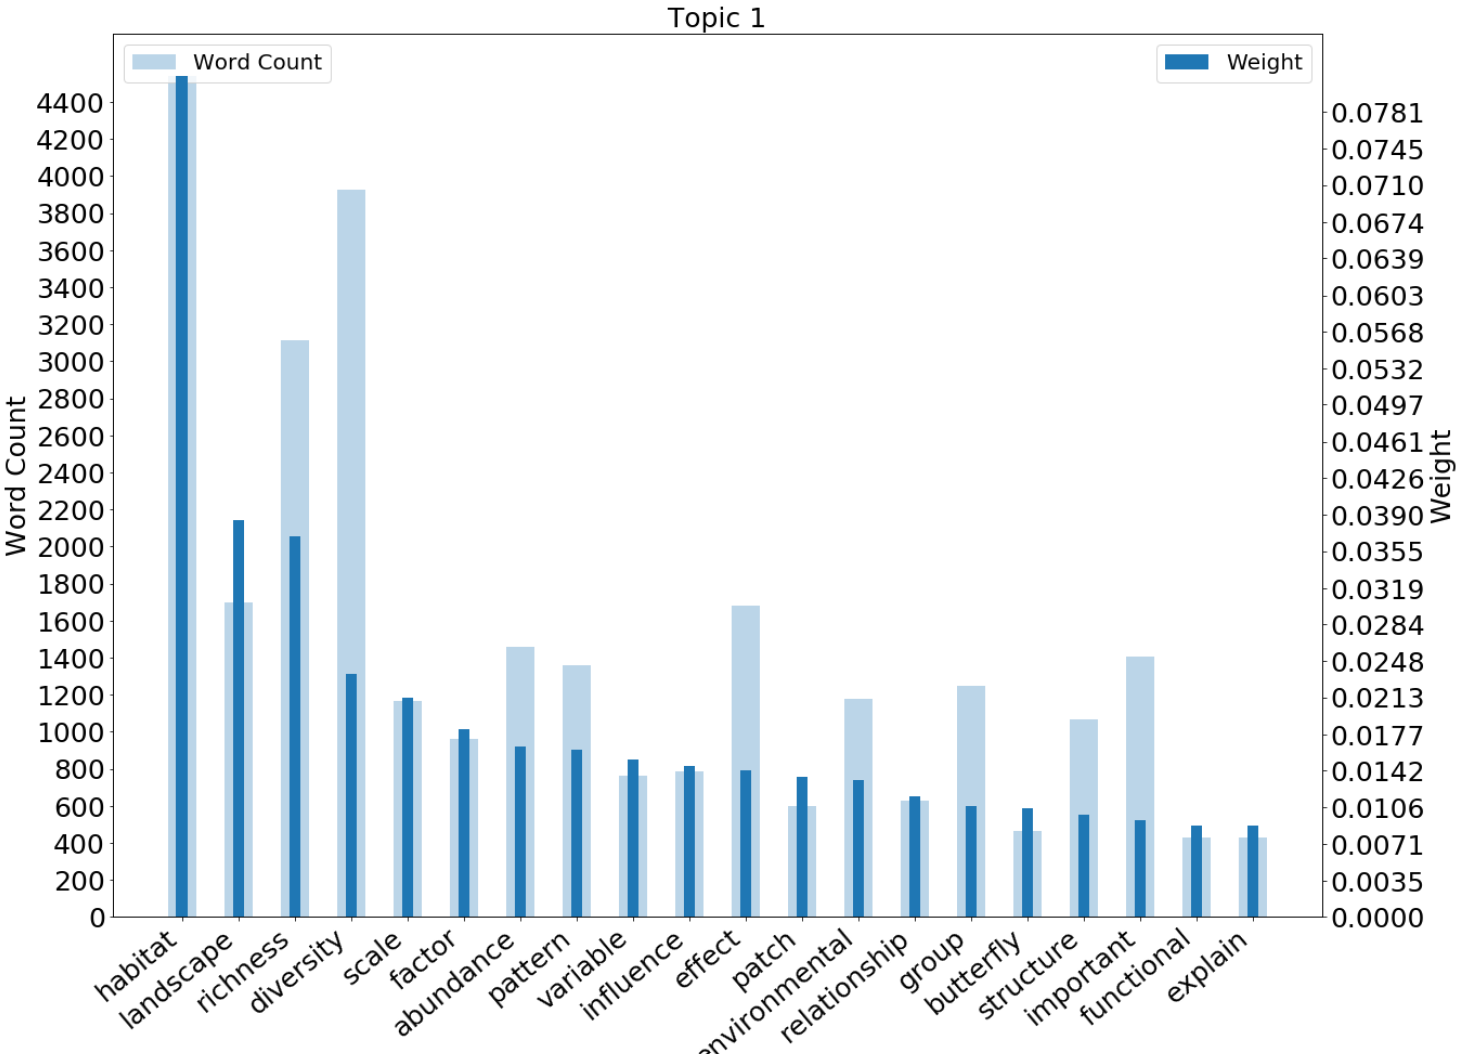 Topic 1
Word Count
Weight
4400
4200
4000
3800
3600
3400
3200
3000
2800
2600
2400
2200
2000
1800
1600
1400
1200
1000
800
600
400
200
0
Word Count
0.0781
0.0745
0.0710
0.0674
0.0639
0.0603
0.0568
0.0532
0.0497
0.0461
0.0426
0.0390
0.0355
0.0319
0.0284
0.0248
0.0213
0.0177
0.0142
0.0106
0.0071
0.0035
0.0000
Weight
habitat
landscape
richness
diversity
scale
factor
abundance
pattern
variable
influence
effect
patch
environmental
relationship
group
butterfly
structure
important
functional
explain